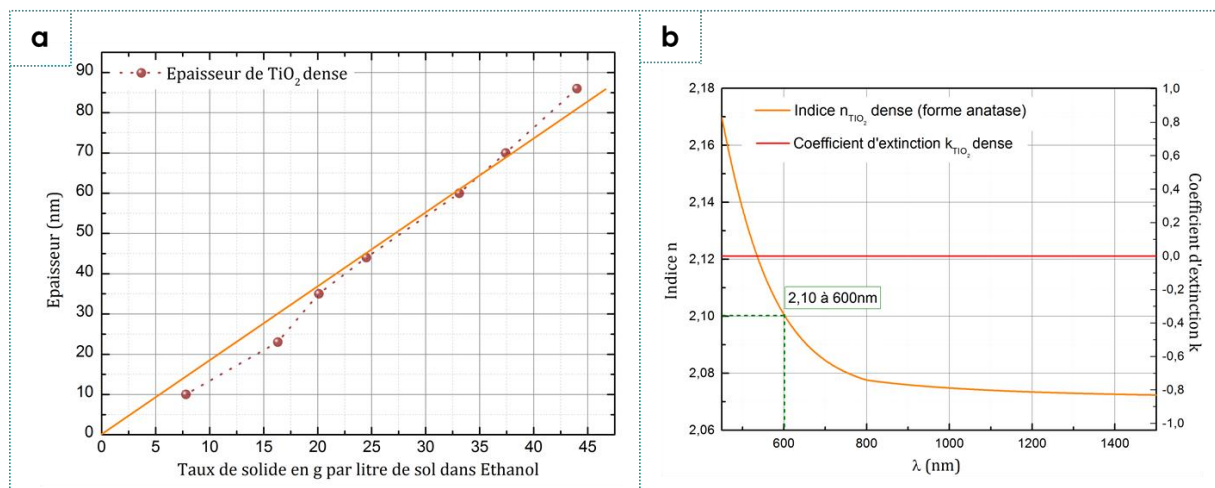 a
Epaisseur de TiO2 dense
90
80
70
60
50
40
30
20
10
0
Epaisseur (nm)
0 5 10 15 20 25 30 35 40 45
Taux de solide en g par litre de sol dans Ethanol
b
2,18
2,16
2,14
2,12
2,10
2,08
2,06
Indice n
Indice nTIO2 dense (forme anatase)
Coefficient d'extinction kTIO2 dense
2,10 à 600nm
1,0
0,8
0,6
0,4
0,2
0,0
-0,2
-0,4
-0,6
-0,8
-1,0
Coefficient d'extinction k
600 800 1000 1200 1400
λ (nm)